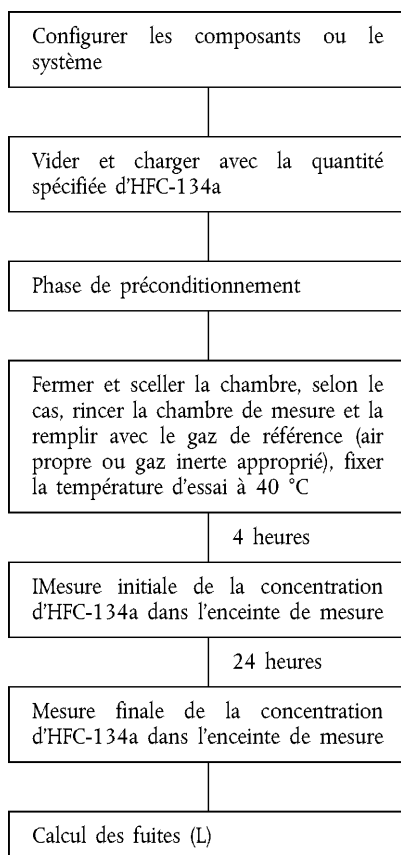 Configurer les composants ou le
système
Vider et charger avec la quantité
spécifiée d'HFC-134a
Phase de préconditionnement
Fermer et sceller la chambre, selon le
cas, rincer la chambre de mesure et la
remplir avec le gaz de référence (air
propre ou gaz inerte approprié), fixer
la température d'essai à 40 °C
4 heures
IMesure initiale de la concentration
d'HFC-134a dans l'enceinte de mesure
24 heures
Mesure finale de la concentration
d'HFC-134a dans l'enceinte de mesure
Calcul des fuites (L)